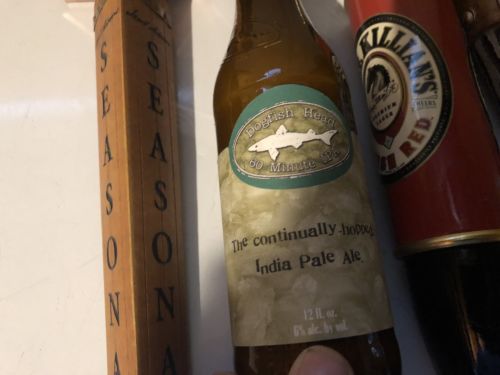 SEASONA
SEASONA
Dogfish Head
60 Minute IPA
The continually-hopped
India Pale Ale.
12 fl. oz.
6% alc. by vol.
KILLIAN'S
RED